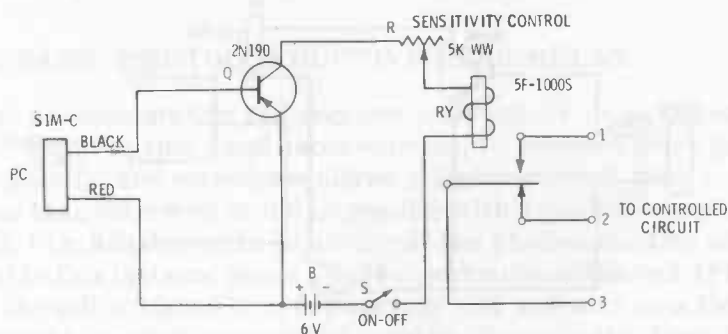 SENSITIVITY CONTROL
R
5K WW
2N190
Q
5F-1000S
RY
S1M-C
BLACK
PC
RED
1
2
TO CONTROLLED
CIRCUIT
3
B
+ -
6 V
S
ON-OFF